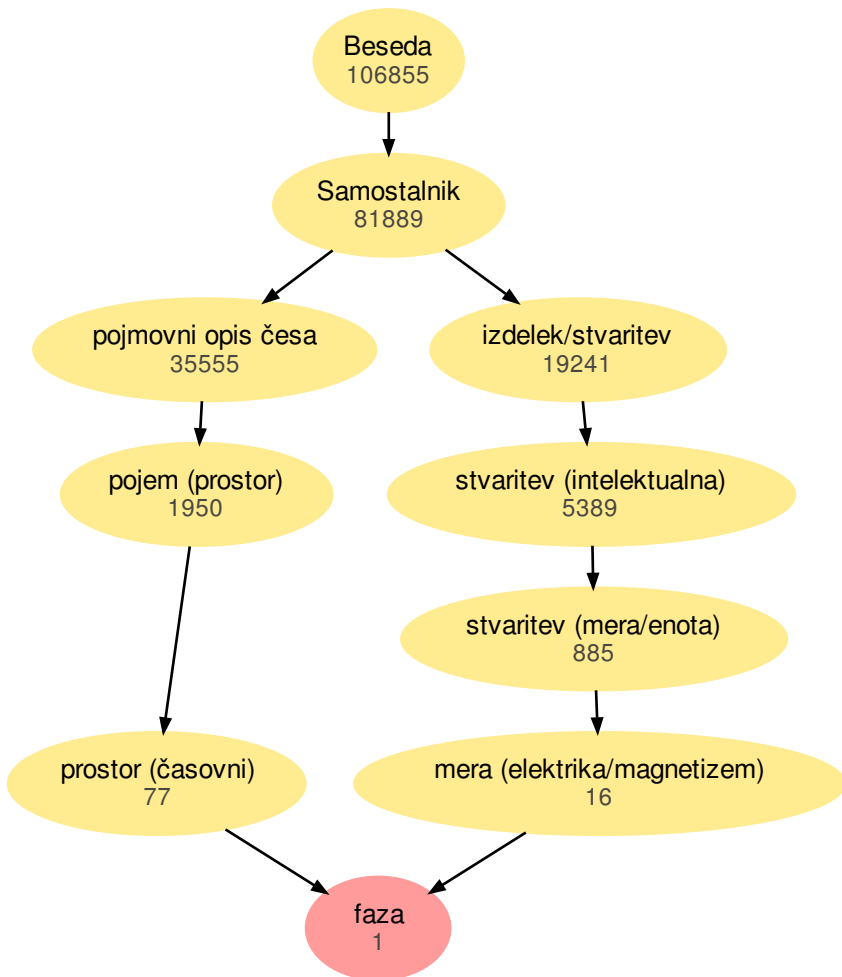 Beseda
106855
Samostalnik
81889
pojmovni opis česa
35555
izdelek/stvaritev
19241
pojem (prostor)
1950
stvaritev (intelektualna)
5389
stvaritev (mera/enota)
885
prostor (časovni)
77
mera (elektrika/magnetizem)
16
faza
1